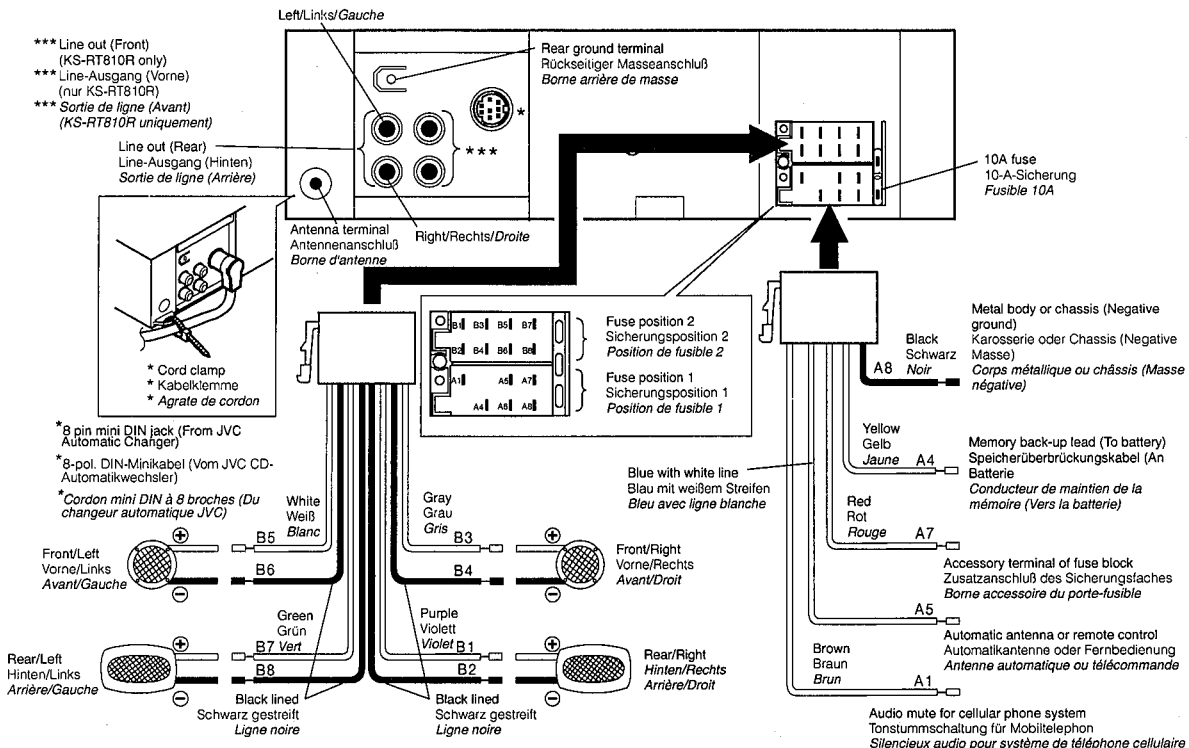 Left/Links/Gauche
*** Line out (Front)
(KS-RT810R only)
*** Line-Ausgang (Vorne)
(nur KS-RT810R)
*** Sortie de ligne (Avant)
(KS-RT810R uniquement)
Line out (Rear)
Line-Ausgang (Hinten)
Sortie de ligne (Arrière)
Rear ground terminal
Rückseitiger Masseanschluß
Borne arrière de masse
*
***
10A fuse
10-A-Sicherung
Fusible 10A
Antenna terminal
Antennenanschluß
Borne d'antenne
Right/Rechts/Droite
* Cord clamp
* Kabelklemme
* Agrate de cordon
B1 B3 B5 B7
B2 B4 B6 B8
A1 A5 A7
A4 A6 A8
Fuse position 2
Sicherungsposition 2
Position de fusible 2
Fuse position 1
Sicherungsposition 1
Position de fusible 1
*8 pin mini DIN jack (From JVC
Automatic Changer)
*8-pol. DIN-Minikabel (Vom JVC CD-
Automatikwechsler)
*Cordon mini DIN à 8 broches (Du
changeur automatique JVC)
White
Weiß
Blanc
Gray
Grau
Gris
B5
B3
Front/Left
Vorne/Links
Avant/Gauche
+
−
B6
B4
+
−
Front/Right
Vorne/Rechts
Avant/Droit
Green
Grün
Vert
Purple
Violett
Violet
B7
B1
Rear/Left
Hinten/Links
Arrière/Gauche
+
−
B8
B2
+
−
Rear/Right
Hinten/Rechts
Arrière/Droit
Black lined
Schwarz gestreift
Ligne noire
Black lined
Schwarz gestreift
Ligne noire
Black
Schwarz
Noir
A8
Metal body or chassis (Negative
ground)
Karosserie oder Chassis (Negative
Masse)
Corps métallique ou châssis (Masse
négative)
Yellow
Gelb
Jaune
A4
Memory back-up lead (To battery)
Speicherüberbrückungskabel (An
Batterie
Conducteur de maintien de la
mémoire (Vers la batterie)
Blue with white line
Blau mit weißem Streifen
Bleu avec ligne blanche
Red
Rot
Rouge
A7
Accessory terminal of fuse block
Zusatzanschluß des Sicherungsfaches
Borne accessoire du porte-fusible
A5
Automatic antenna or remote control
Automatikantenne oder Fernbedienung
Antenne automatique ou télécommande
Brown
Braun
Brun
A1
Audio mute for cellular phone system
Tonstummschaltung für Mobiltelephon
Silencieux audio pour système de téléphone cellulaire